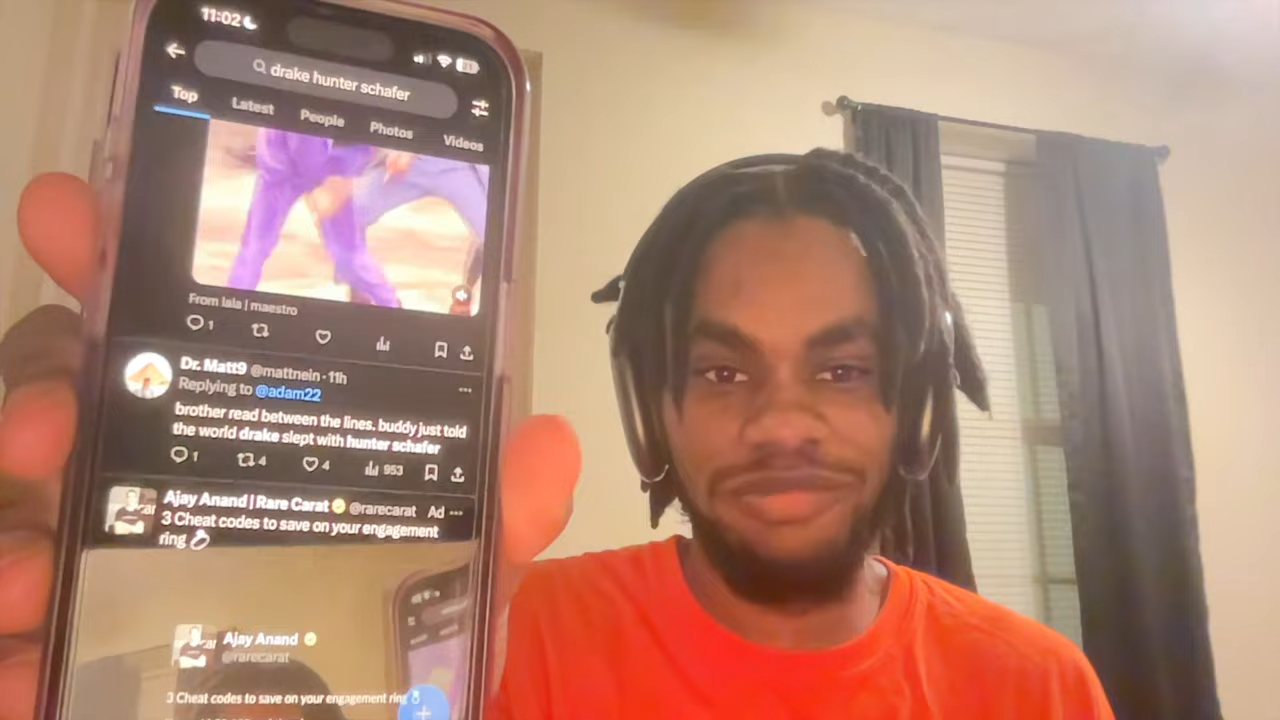 11:02
21
drake hunter schafer
Top Latest People Photos Videos
From lala | maestro
1
Dr. Matt9 @mattnein · 11h
Replying to @adam22
brother read between the lines. buddy just told
the world drake slept with hunter schafer
1 4 4 953
Ajay Anand | Rare Carat @rarecarat Ad
3 Cheat codes to save on your engagement
ring
Ajay Anand
@rarecarat
3 Cheat codes to save on your engagement ring